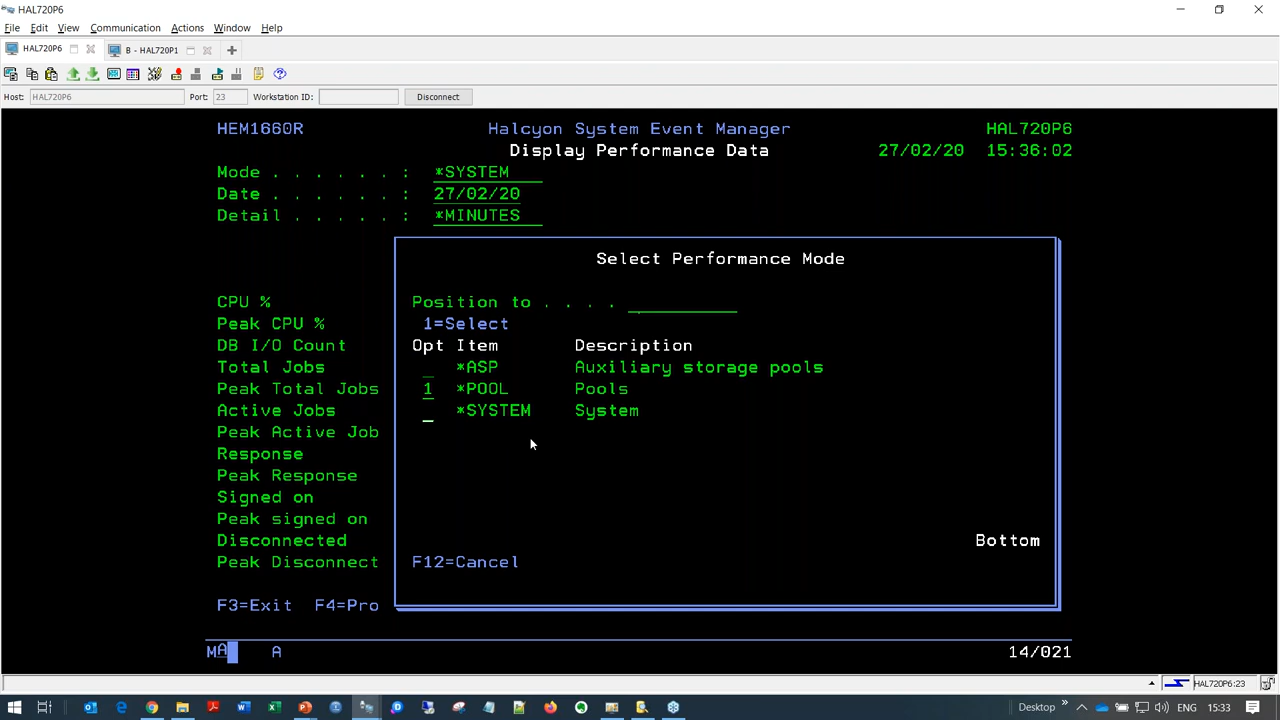 HAL720P6
File Edit View Communication Actions Window Help
HAL720P6 B - HAL720P1
Host: HAL720P6 Port: 23 Workstation ID: Disconnect
HEM1660R Halcyon System Event Manager HAL720P6
Display Performance Data 27/02/20 15:36:02
Mode . . . . . . : *SYSTEM
Date . . . . . . : 27/02/20
Detail . . . . . : *MINUTES
Select Performance Mode
CPU % Position to . . . .
Peak CPU % 1=Select
DB I/O Count Opt Item Description
Total Jobs *ASP Auxiliary storage pools
Peak Total Jobs 1 *POOL Pools
Active Jobs *SYSTEM System
Peak Active Job
Response
Peak Response
Signed on
Peak signed on
Disconnected Bottom
Peak Disconnect F12=Cancel
F3=Exit F4=Pro
MA A 14/021
HAL720P6:23
Desktop ENG 15:33